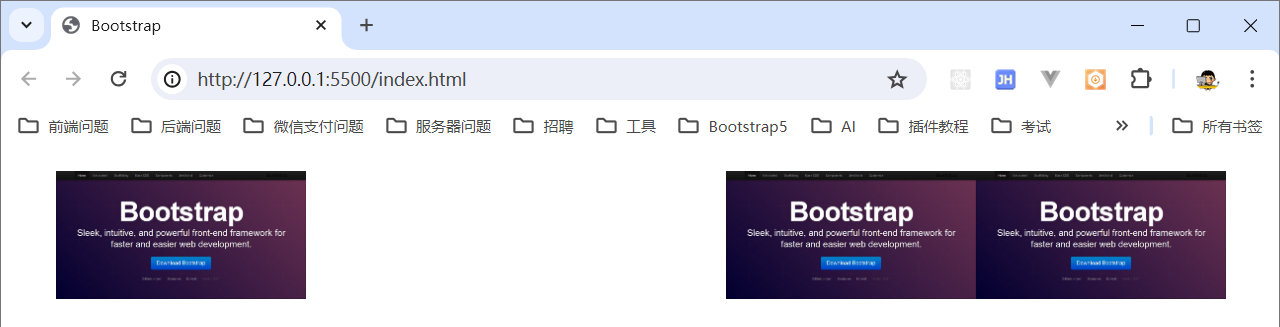 Bootstrap
http://127.0.0.1:5500/index.html
JH
前端问题 后端问题 微信支付问题 服务器问题 招聘 工具 Bootstrap5 AI 插件教程 考试 所有书签
Bootstrap Bootstrap Bootstrap
Sleek, intuitive, and powerful front-end framework for Sleek, intuitive, and powerful front-end framework for Sleek, intuitive, and powerful front-end framework for
faster and easier web development. faster and easier web development. faster and easier web development.
Download Bootstrap Download Bootstrap Download Bootstrap